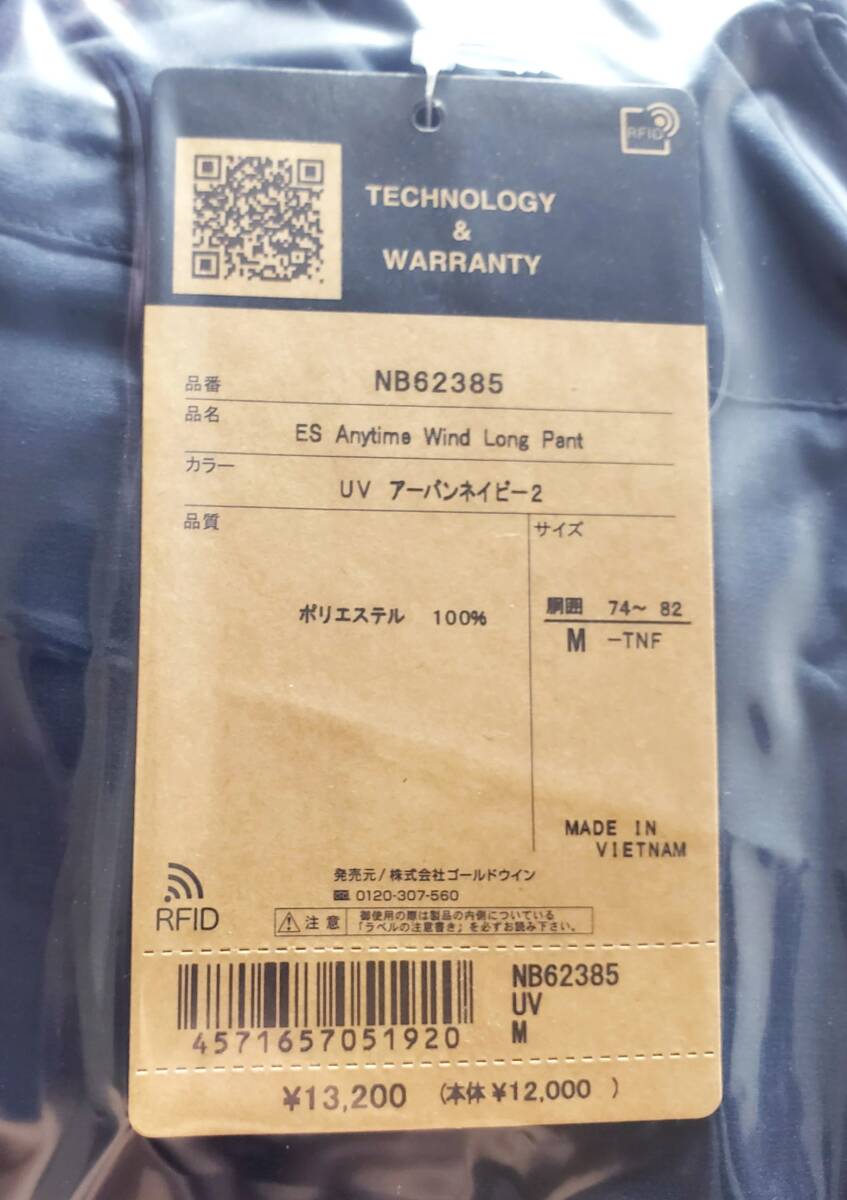 RFID
TECHNOLOGY
&
WARRANTY
品番 NB62385
品名
ES Anytime Wind Long Pant
カラー
UV アーバンネイビー2
品質
サイズ
ポリエステル 100%
胴囲 74〜 82
M -TNF
MADE IN
VIETNAM
発売元/株式会社ゴールドウイン
0120-307-560
RFID
注意
御使用の際は製品の内側についている
「ラベルの注意書き」を必ずお読み下さい。
4571657051920
NB62385
UV
M
¥13,200 (本体¥12,000 )